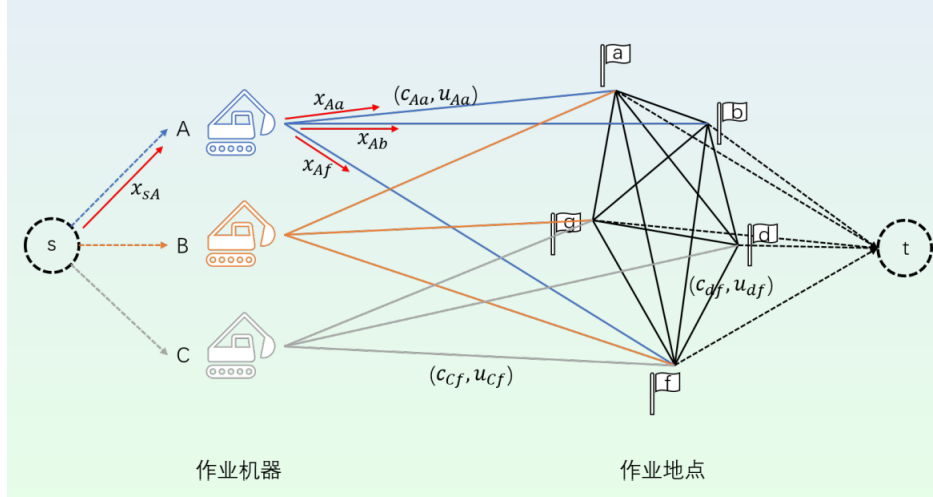 a
x_{Aa}
(c_{Aa}, u_{Aa})
b
A
x_{Ab}
x_{Af}
x_{sA}
s
B
g
d
t
(c_{df}, u_{df})
C
(c_{Cf}, u_{Cf})
f
作业机器
作业地点